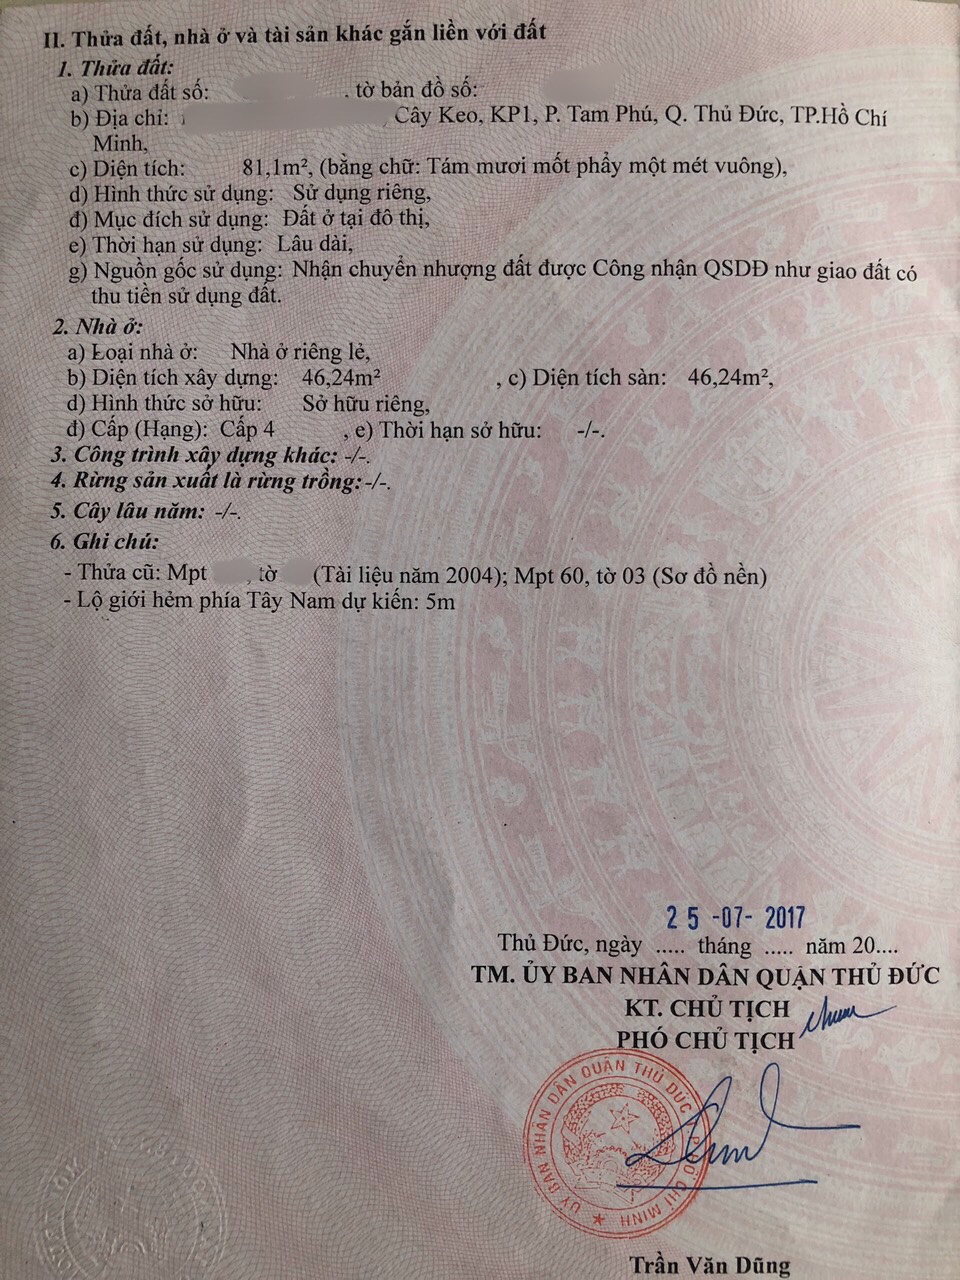 II. Thửa đất, nhà ở và tài sản khác gắn liền với đất
1. Thửa đất:
a) Thửa đất số: . tờ bản đồ số:
b) Địa chỉ: Cây Keo, KP1, P. Tam Phú, Q. Thủ Đức, TP.Hồ Chí
Minh,
c) Diện tích: 81,1m², (bằng chữ: Tám mươi mốt phẩy một mét vuông),
d) Hình thức sử dụng: Sử dụng riêng,
đ) Mục đích sử dụng: Đất ở tại đô thị,
e) Thời hạn sử dụng: Lâu dài,
g) Nguồn gốc sử dụng: Nhận chuyển nhượng đất được Công nhận QSDĐ như giao đất có
thu tiền sử dụng đất.
2. Nhà ở:
a) Loại nhà ở: Nhà ở riêng lẻ,
b) Diện tích xây dựng: 46,24m² , c) Diện tích sàn: 46,24m²,
d) Hình thức sở hữu: Sở hữu riêng,
đ) Cấp (Hạng): Cấp 4 , e) Thời hạn sở hữu: -/-.
3. Công trình xây dựng khác: -/-.
4. Rừng sản xuất là rừng trồng:-/-.
5. Cây lâu năm: -/-.
6. Ghi chú:
- Thửa cũ: Mpt , tờ (Tài liệu năm 2004); Mpt 60, tờ 03 (Sơ đồ nền)
- Lộ giới hẻm phía Tây Nam dự kiến: 5m
25 -07- 2017
Thủ Đức, ngày ..... tháng ..... năm 20....
TM. ỦY BAN NHÂN DÂN QUẬN THỦ ĐỨC
KT. CHỦ TỊCH
PHÓ CHỦ TỊCH
ỦY BAN NHÂN DÂN QUẬN THỦ ĐỨC T.P HỒ CHÍ MINH
Trần Văn Dũng